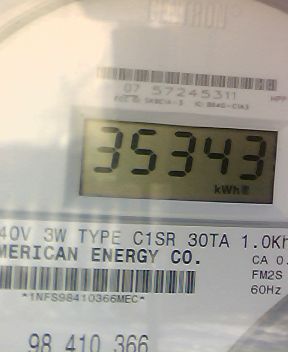 CENTRON
07 57245311
35343
kWh
40V 3W TYPE C1SR 30TA 1.0Kh
MERICAN ENERGY CO.
CA 0.
FM2S
60Hz
*1NFS98410366MEC*
98 410 366